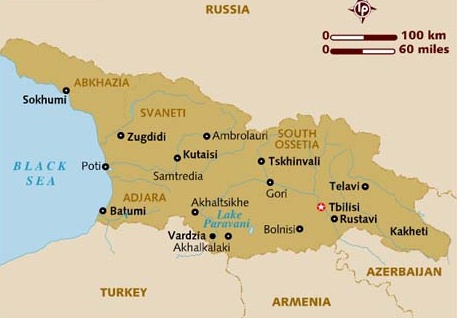 RUSSIA
LP
0 100 km
0 60 miles
ABKHAZIA
Sokhumi
SVANETI
Zugdidi
Ambrolauri
SOUTH
OSSETIA
Kutaisi
Tskhinvali
BLACK
SEA
Poti
Samtredia
Gori
Telavi
ADJARA
Akhaltsikhe
Tbilisi
Batumi
Lake
Paravani
Rustavi
Bolnisi
Kakheti
Vardzia
Akhalkalaki
AZERBAIJAN
TURKEY
ARMENIA